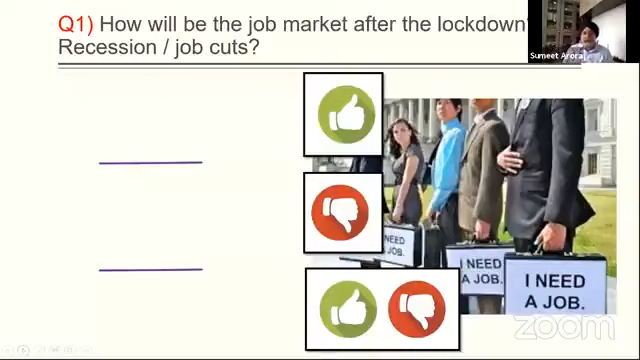 Q1) How will be the job market after the lockdown?
Recession / job cuts?
Sumeet Arora
I NEED
A JOB.
I NEED
A JOB.
I NEED
A JOB.
zoom